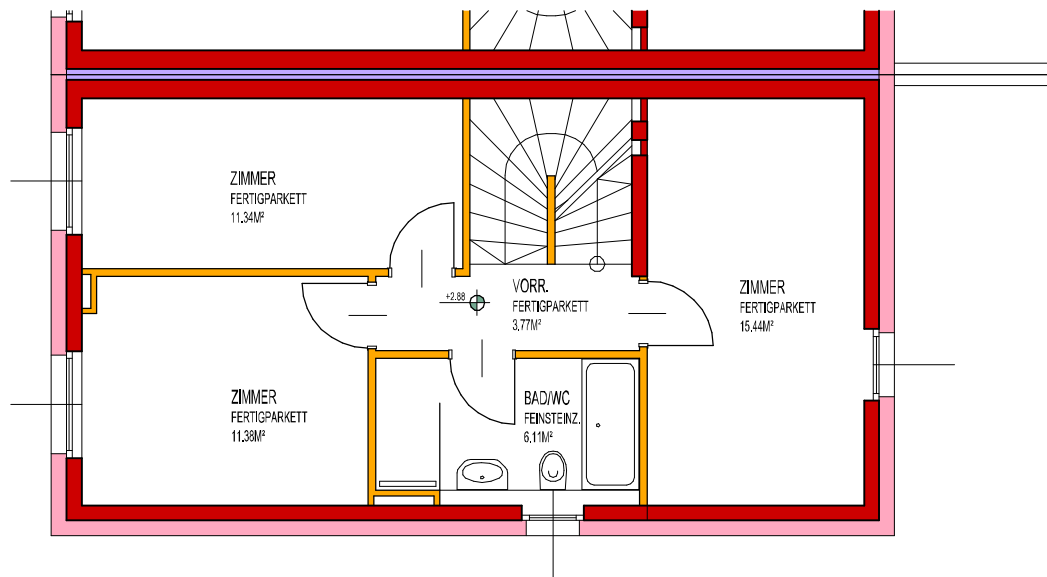 ZIMMER
FERTIGPARKETT
11.34M²
+2.88
VORR.
FERTIGPARKETT
3.77M²
ZIMMER
FERTIGPARKETT
15.44M²
ZIMMER
FERTIGPARKETT
11.38M²
BAD/WC
FEINSTEINZ.
6.11M²